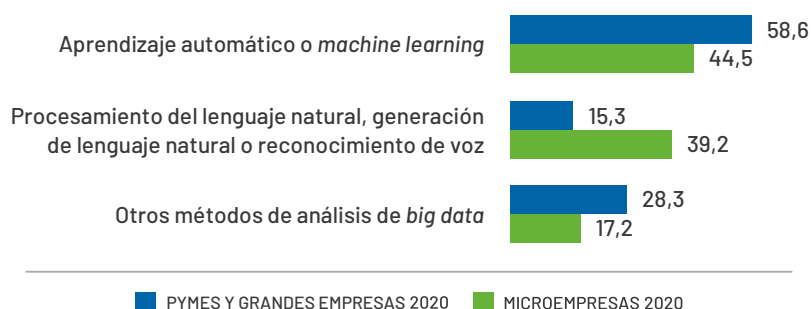 Aprendizaje automático o machine learning
58,6
44,5
Procesamiento del lenguaje natural, generación
de lenguaje natural o reconocimiento de voz
15,3
39,2
Otros métodos de análisis de big data
28,3
17,2
PYMES Y GRANDES EMPRESAS 2020
MICROEMPRESAS 2020